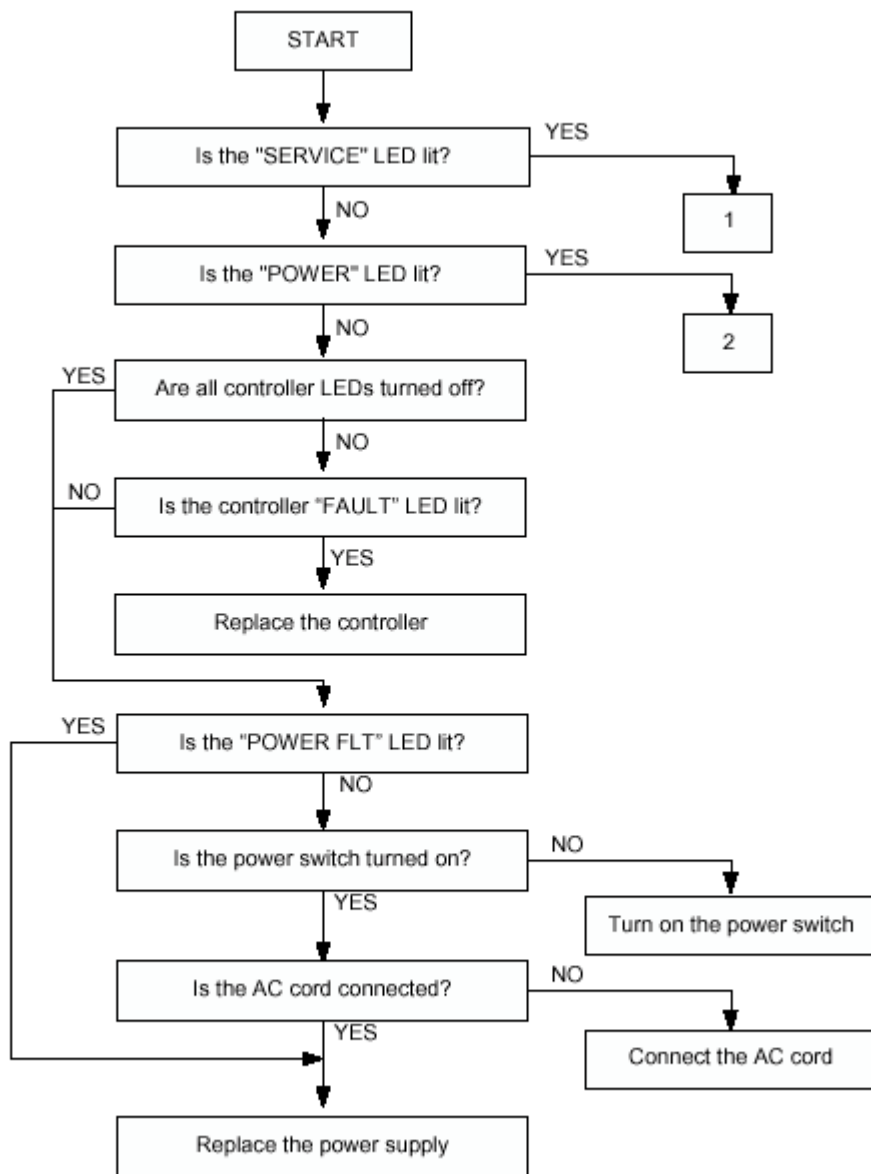 START
Is the "SERVICE" LED lit?
YES
1
NO
Is the "POWER" LED lit?
YES
2
NO
YES
Are all controller LEDs turned off?
NO
NO
Is the controller “FAULT” LED lit?
YES
Replace the controller
YES
Is the "POWER FLT” LED lit?
NO
Is the power switch turned on?
NO
Turn on the power switch
YES
Is the AC cord connected?
NO
Connect the AC cord
YES
Replace the power supply